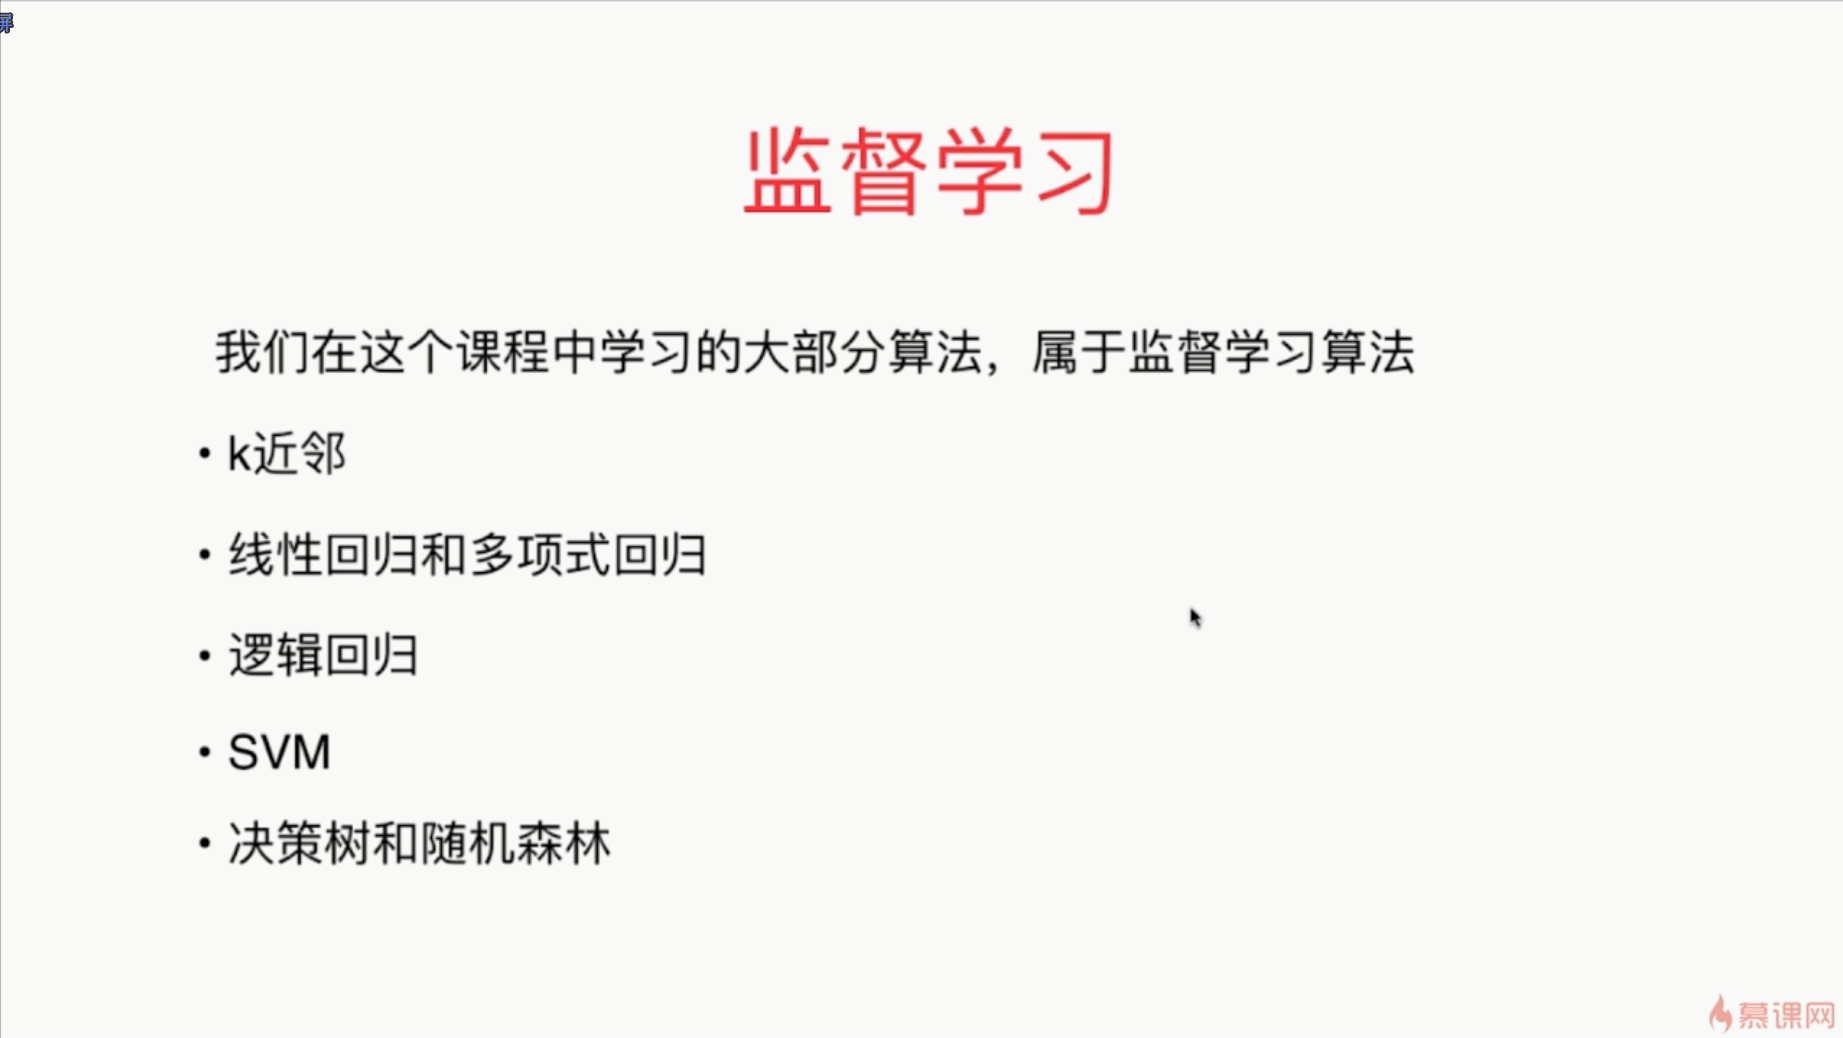 屏
监督学习
我们在这个课程中学习的大部分算法，属于监督学习算法
• k近邻
• 线性回归和多项式回归
• 逻辑回归
• SVM
• 决策树和随机森林
慕课网